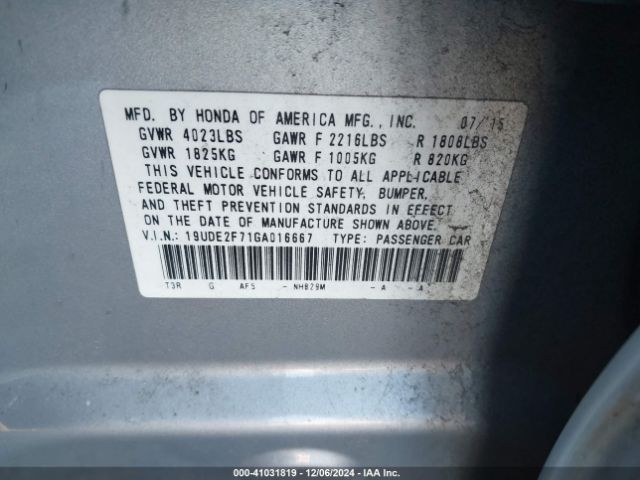 MFD. BY HONDA OF AMERICA MFG., INC. 07/15
GVWR 4023LBS GAWR F 2216LBS R 1808LBS
GVWR 1825KG GAWR F 1005KG R 820KG
THIS VEHICLE CONFORMS TO ALL APPLICABLE
FEDERAL MOTOR VEHICLE SAFETY, BUMPER,
AND THEFT PREVENTION STANDARDS IN EFFECT
ON THE DATE OF MANUFACTURE SHOWN ABOVE.
V.I.N.: 19UDE2F71GA016667 TYPE: PASSENGER CAR
T3R G AF5 - NH829M - A - A
000-41031819 • 12/06/2024 • IAA Inc.